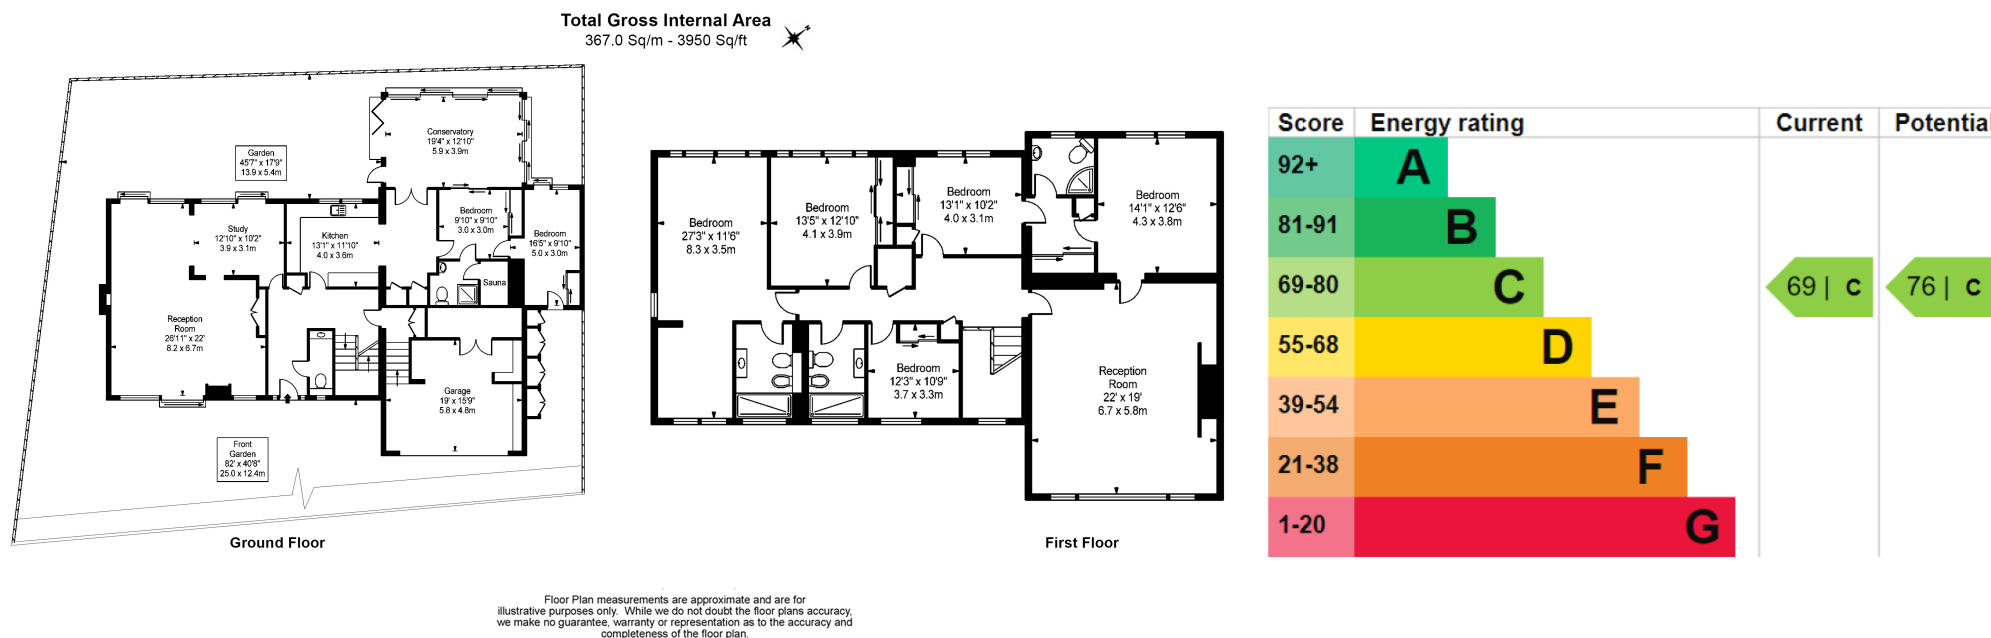 Total Gross Internal Area
367.0 Sq/m - 3950 Sq/ft
Conservatory
19'4" x 12'10"
5.9 x 3.9m
Garden
45'7" x 17'9"
13.9 x 5.4m
Study
12'10" x 10'2"
3.9 x 3.1m
Kitchen
13'1" x 11'10"
4.0 x 3.6m
Bedroom
9'10" x 9'10"
3.0 x 3.0m
Bedroom
16'5" x 9'10"
5.0 x 3.0m
Sauna
Reception
Room
26'11" x 22'
8.2 x 6.7m
Garage
19' x 15'9"
5.8 x 4.8m
Front
Garden
82' x 40'8"
25.0 x 12.4m
Ground Floor
Bedroom
27'3" x 11'6"
8.3 x 3.5m
Bedroom
13'5" x 12'10"
4.1 x 3.9m
Bedroom
13'1" x 10'2"
4.0 x 3.1m
Bedroom
14'1" x 12'6"
4.3 x 3.8m
Bedroom
12'3" x 10'9"
3.7 x 3.3m
Reception
Room
22' x 19'
6.7 x 5.8m
First Floor
Score Energy rating Current Potential
92+ A
81-91 B
69-80 C 69 | C 76 | C
55-68 D
39-54 E
21-38 F
1-20 G
Floor Plan measurements are approximate and are for
illustrative purposes only. While we do not doubt the floor plans accuracy,
we make no guarantee, warranty or representation as to the accuracy and
completeness of the floor plan.